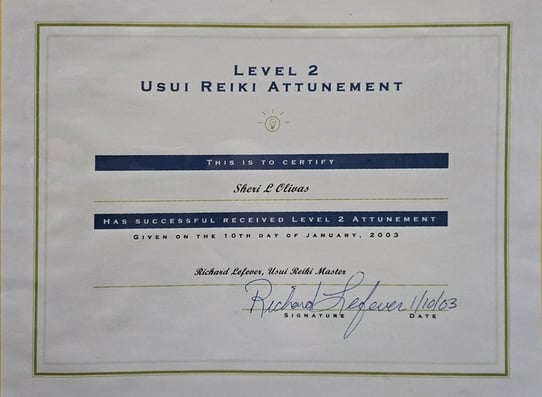 LEVEL 2
USUI REIKI ATTUNEMENT
THIS IS TO CERTIFY
Sheri L Olivas
HAS SUCCESSFUL RECEIVED LEVEL 2 ATTUNEMENT
GIVEN ON THE 10TH DAY OF JANUARY, 2003
Richard Lefever, Usui Reiki Master
Richard Lefever 1/10/03
SIGNATURE DATE